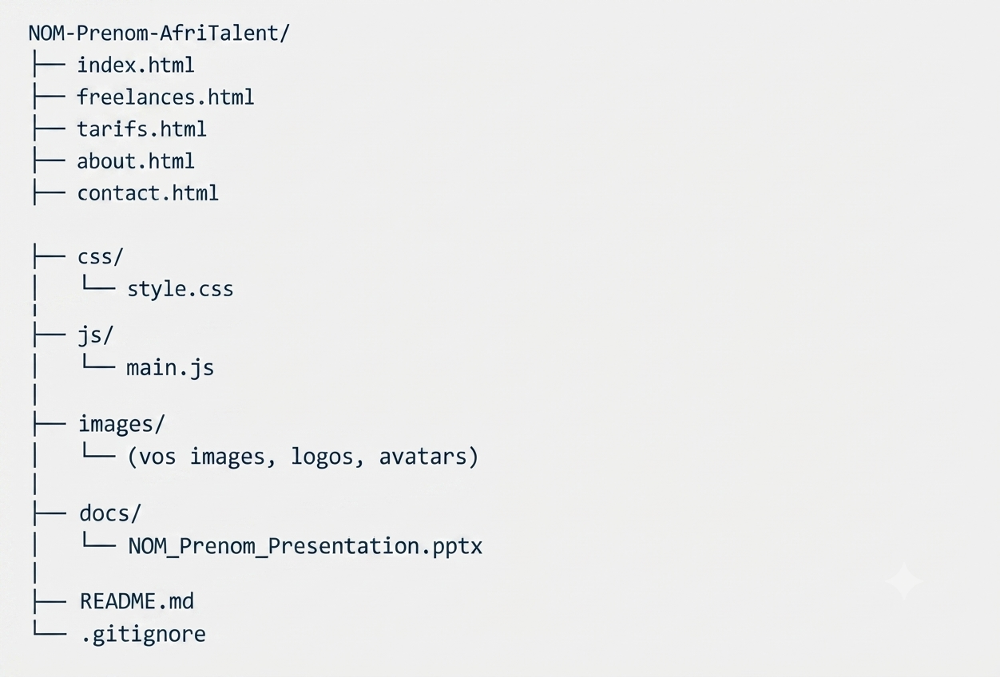 NOM-Prenom-AfriTalent/
├── index.html
├── freelances.html
├── tarifs.html
├── about.html
├── contact.html
├── css/
│   └── style.css
├── js/
│   └── main.js
├── images/
│   └── (vos images, logos, avatars)
├── docs/
│   └── NOM_Prenom_Presentation.pptx
├── README.md
└── .gitignore